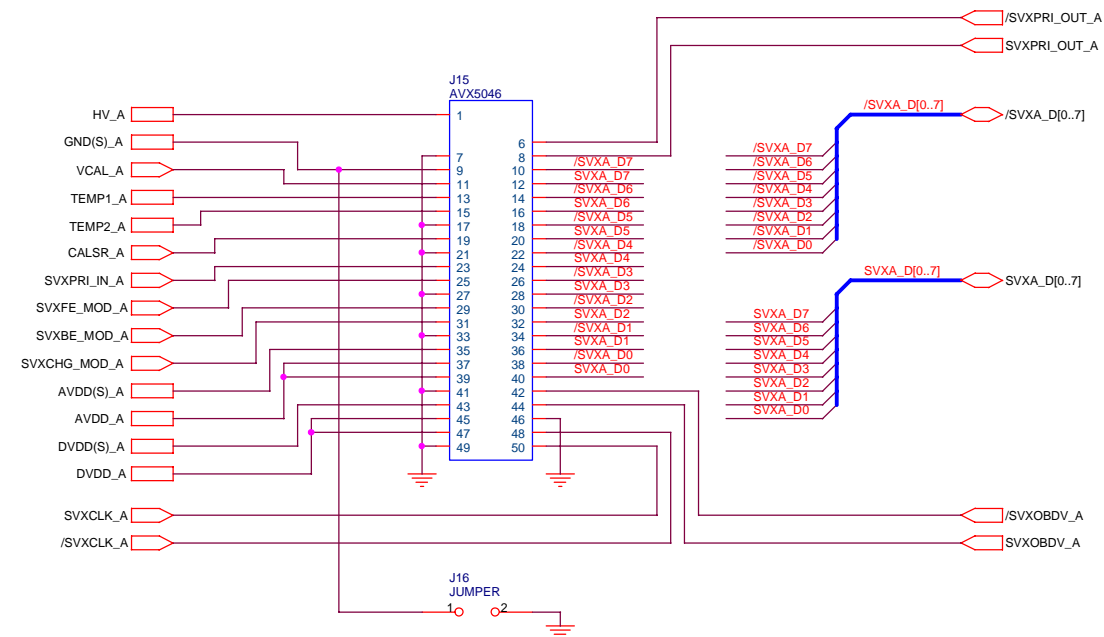 /SVXPRI_OUT_A
SVXPRI_OUT_A
J15
AVX5046
HV_A
GND(S)_A
VCAL_A
TEMP1_A
TEMP2_A
CALSR_A
SVXPRI_IN_A
SVXFE_MOD_A
SVXBE_MOD_A
SVXCHG_MOD_A
AVDD(S)_A
AVDD_A
DVDD(S)_A
DVDD_A
SVXCLK_A
/SVXCLK_A
1
7
9
11
13
15
17
19
21
23
25
27
29
31
33
35
37
39
41
43
45
47
49
6
8
10
12
14
16
18
20
22
24
26
28
30
32
34
36
38
40
42
44
46
48
50
/SVXA_D7
SVXA_D7
/SVXA_D6
SVXA_D6
/SVXA_D5
SVXA_D5
/SVXA_D4
SVXA_D4
/SVXA_D3
SVXA_D3
/SVXA_D2
SVXA_D2
/SVXA_D1
SVXA_D1
/SVXA_D0
SVXA_D0
/SVXA_D[0..7]
/SVXA_D[0..7]
/SVXA_D7
/SVXA_D6
/SVXA_D5
/SVXA_D4
/SVXA_D3
/SVXA_D2
/SVXA_D1
/SVXA_D0
SVXA_D[0..7]
SVXA_D[0..7]
SVXA_D7
SVXA_D6
SVXA_D5
SVXA_D4
SVXA_D3
SVXA_D2
SVXA_D1
SVXA_D0
/SVXOBDV_A
SVXOBDV_A
J16
JUMPER
1 2